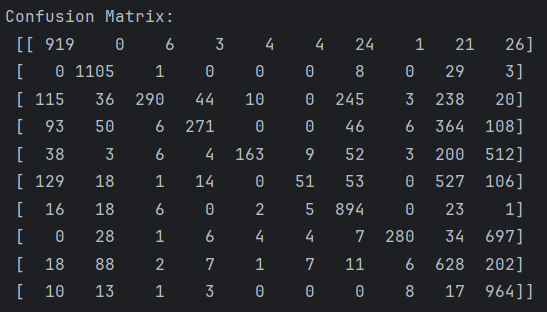 Confusion Matrix:
[[ 919 0 6 3 4 4 24 1 21 26]
[ 0 1105 1 0 0 0 8 0 29 3]
[ 115 36 290 44 10 0 245 3 238 20]
[ 93 50 6 271 0 0 46 6 364 108]
[ 38 3 6 4 163 9 52 3 200 512]
[ 129 18 1 14 0 51 53 0 527 106]
[ 16 18 6 0 2 5 894 0 23 1]
[ 0 28 1 6 4 4 7 280 34 697]
[ 18 88 2 7 1 7 11 6 628 202]
[ 10 13 1 3 0 0 0 8 17 964]]